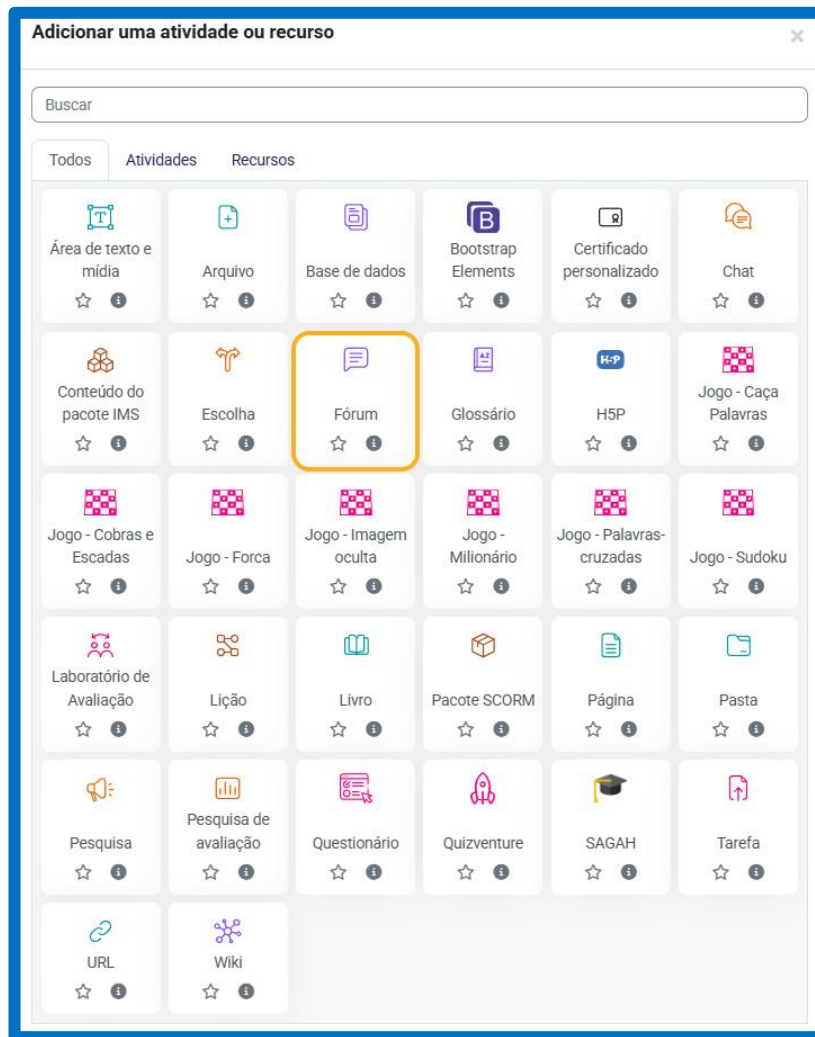 Adicionar uma atividade ou recurso
Buscar
Todos Atividades Recursos
Área de texto e
mídia
Arquivo
Base de dados
Bootstrap
Elements
Certificado
personalizado
Chat
Conteúdo do
pacote IMS
Escolha
Fórum
Glossário
H5P
H5P
Jogo - Caça
Palavras
Jogo - Cobras e
Escadas
Jogo - Forca
Jogo - Imagem
oculta
Jogo -
Milionário
Jogo - Palavras-
cruzadas
Jogo - Sudoku
Laboratório de
Avaliação
Lição
Livro
Pacote SCORM
Página
Pasta
Pesquisa
Pesquisa de
avaliação
Questionário
Quizventure
SAGAH
Tarefa
URL
Wiki